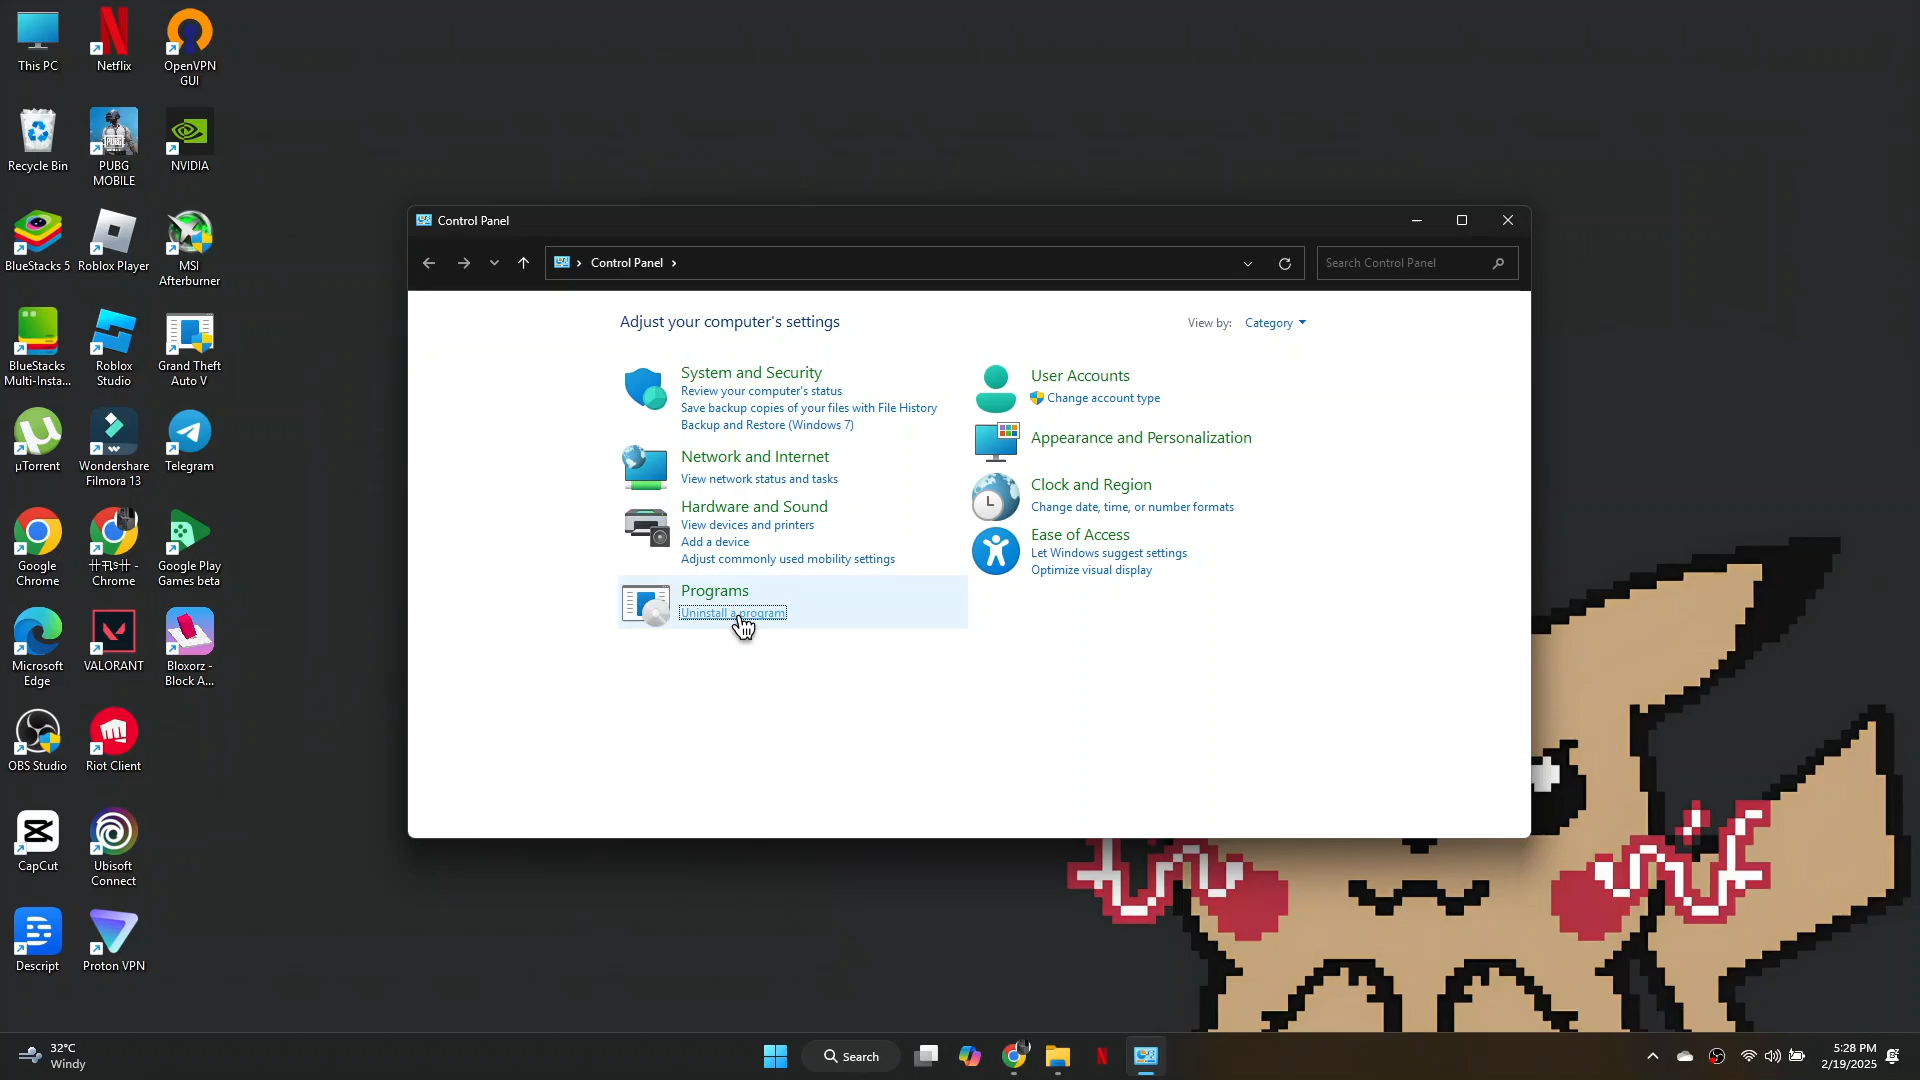 This PC
Netflix
OpenVPN
GUI
Recycle Bin
PUBG
MOBILE
NVIDIA
BlueStacks 5
Roblox Player
MSI
Afterburner
BlueStacks
Multi-Insta...
Roblox
Studio
Grand Theft
Auto V
µTorrent
Wondershare
Filmora 13
Telegram
Google
Chrome
Chrome
Google Play
Games beta
Microsoft
Edge
VALORANT
Bloxorz -
Block A...
OBS Studio
Riot Client
CapCut
Ubisoft
Connect
Descript
Proton VPN
Control Panel
Control Panel
Search Control Panel
Adjust your computer's settings
View by: Category
System and Security
Review your computer's status
Save backup copies of your files with File History
Backup and Restore (Windows 7)
Network and Internet
View network status and tasks
Hardware and Sound
View devices and printers
Add a device
Adjust commonly used mobility settings
Programs
Uninstall a program
User Accounts
Change account type
Appearance and Personalization
Clock and Region
Change date, time, or number formats
Ease of Access
Let Windows suggest settings
Optimize visual display
32°C
Windy
Search
5:28 PM
2/19/2025